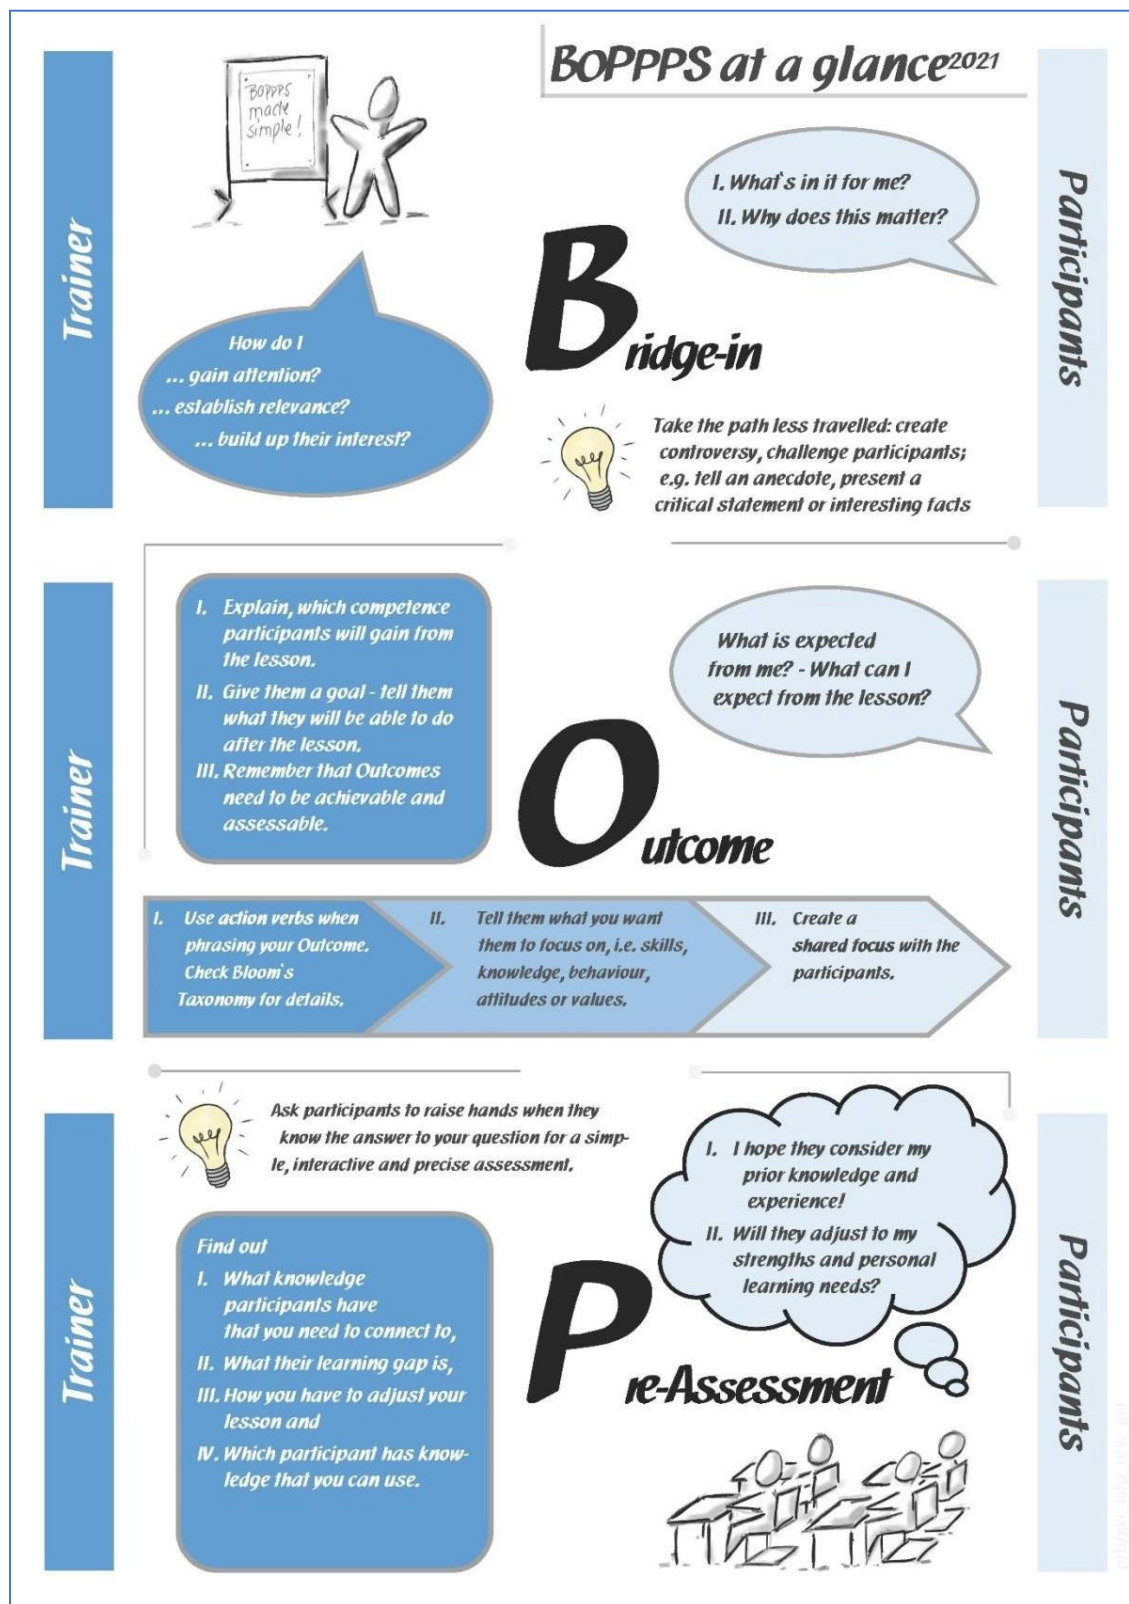 BOPPPS at a glance 2021
Trainer
BOPPPS
made
simple!
How do I
... gain attention?
... establish relevance?
... build up their interest?
Bridge-in
I. What`s in it for me?
II. Why does this matter?
Take the path less travelled: create
controversy, challenge participants;
e.g. tell an anecdote, present a
critical statement or interesting facts
Participants
Trainer
I. Explain, which competence
participants will gain from
the lesson.
II. Give them a goal - tell them
what they will be able to do
after the lesson.
III. Remember that Outcomes
need to be achievable and
assessable.
Outcome
What is expected
from me? - What can I
expect from the lesson?
I. Use action verbs when
phrasing your Outcome.
Check Bloom`s
Taxonomy for details.
II. Tell them what you want
them to focus on, i.e. skills,
knowledge, behaviour,
attitudes or values.
III. Create a
shared focus with the
participants.
Participants
Trainer
Ask participants to raise hands when they
know the answer to your question for a simp-
le, interactive and precise assessment.
Find out
I. What knowledge
participants have
that you need to connect to,
II. What their learning gap is,
III. How you have to adjust your
lesson and
IV. Which participant has know-
ledge that you can use.
Pre-Assessment
I. I hope they consider my
prior knowledge and
experience!
II. Will they adjust to my
strengths and personal
learning needs?
Participants